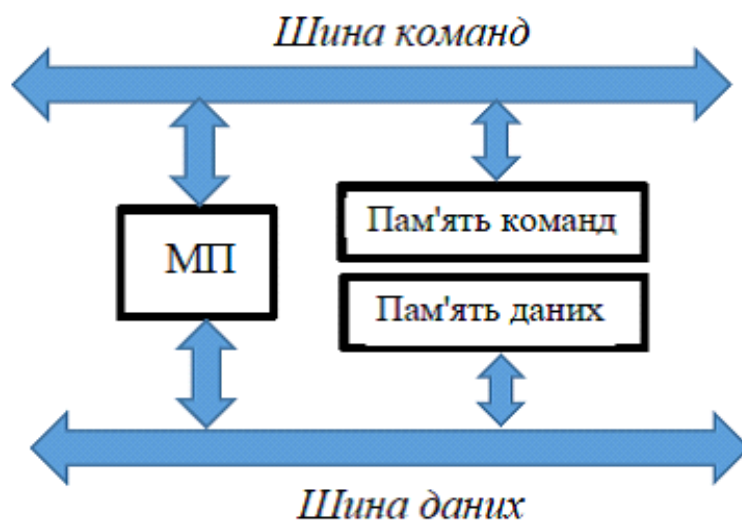 Шина команд
МП
Пам'ять команд
Пам'ять даних
Шина даних